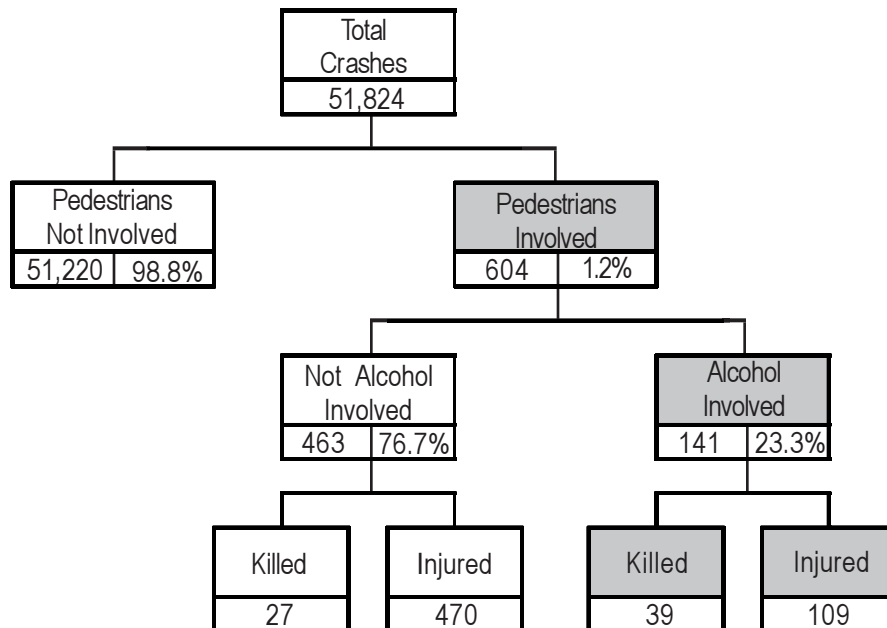 Total
Crashes
51,824
Pedestrians
Not Involved
51,220 98.8%
Pedestrians
Involved
604 1.2%
Not Alcohol
Involved
463 76.7%
Alcohol
Involved
141 23.3%
Killed
27
Injured
470
Killed
39
Injured
109